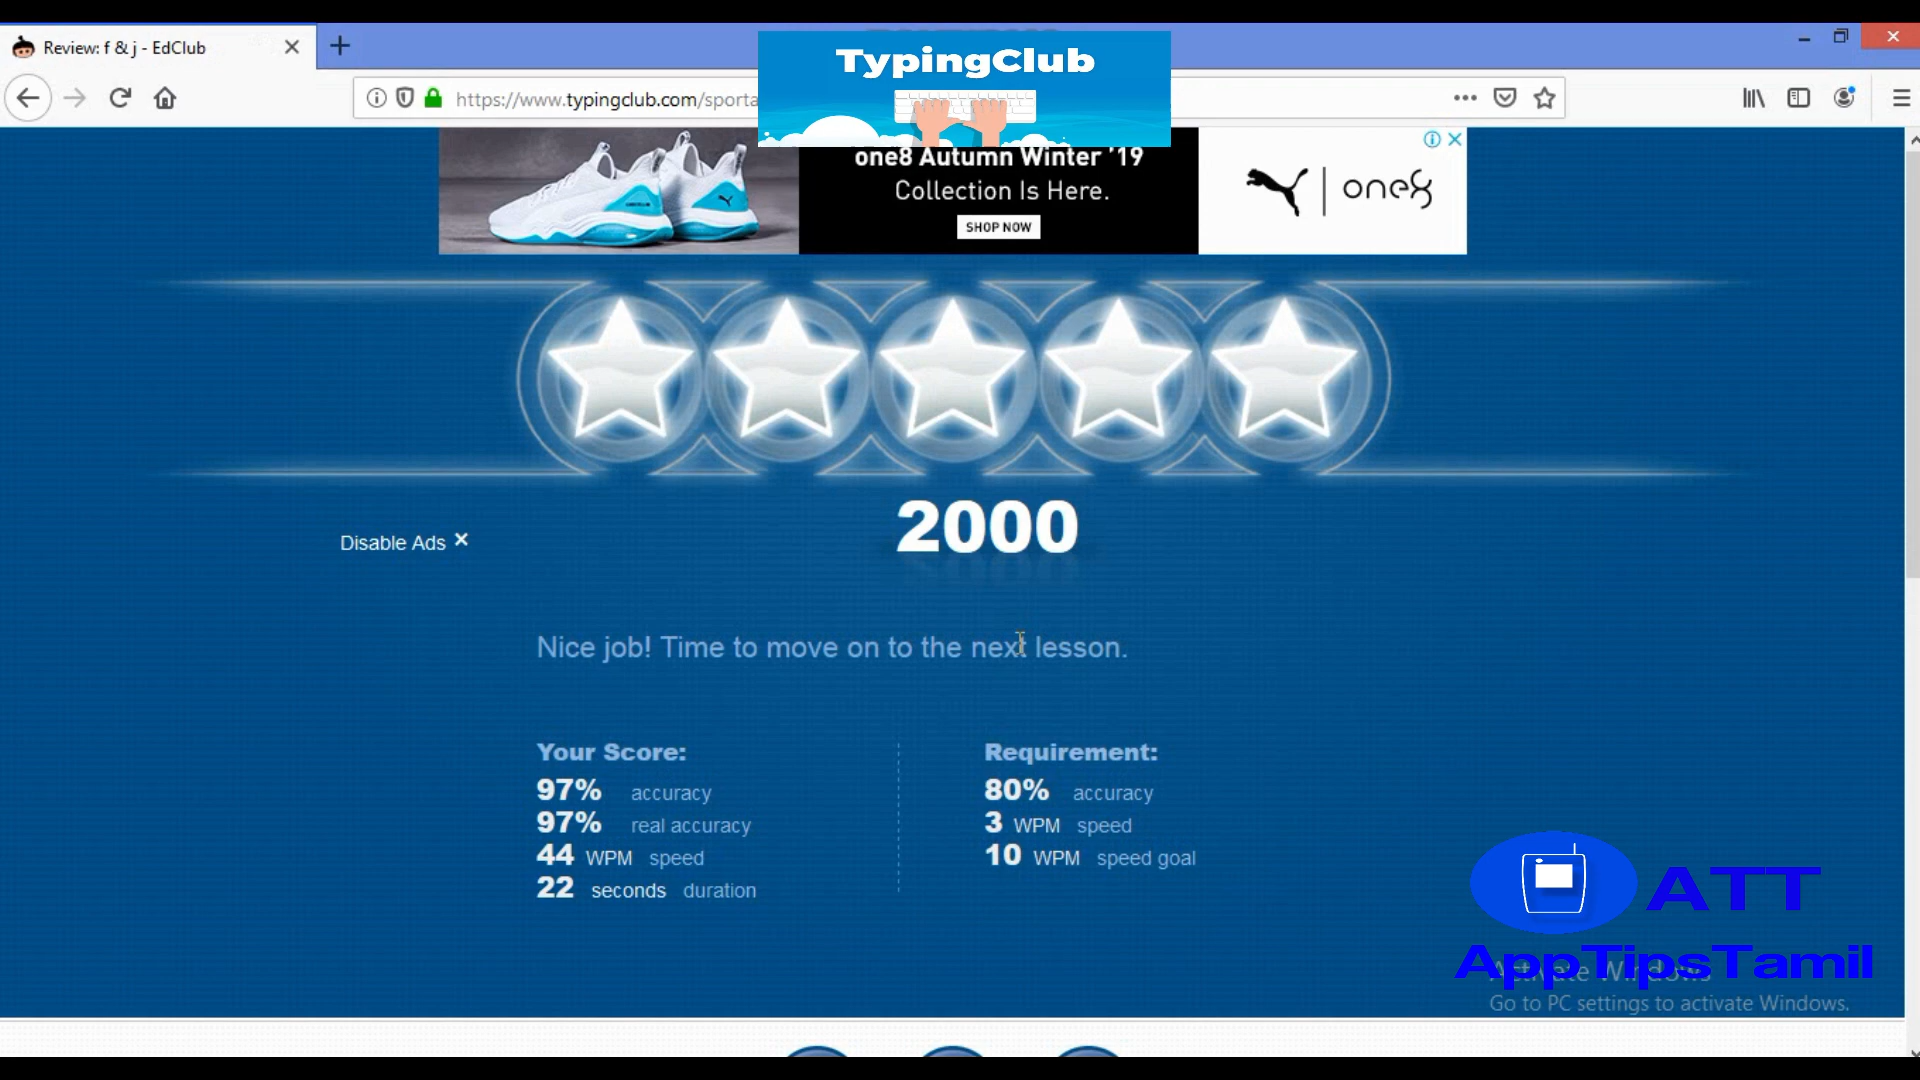 Review: f & j - EdClub
https://www.typingclub.com/sporta
TypingClub
one8 Autumn Winter '19
Collection Is Here.
SHOP NOW
one8
2000
Disable Ads ×
Nice job! Time to move on to the next lesson.
Your Score:
97% accuracy
97% real accuracy
44 WPM speed
22 seconds duration
Requirement:
80% accuracy
3 WPM speed
10 WPM speed goal
ATT
AppTipsTamil
Activate Windows
Go to PC settings to activate Windows.